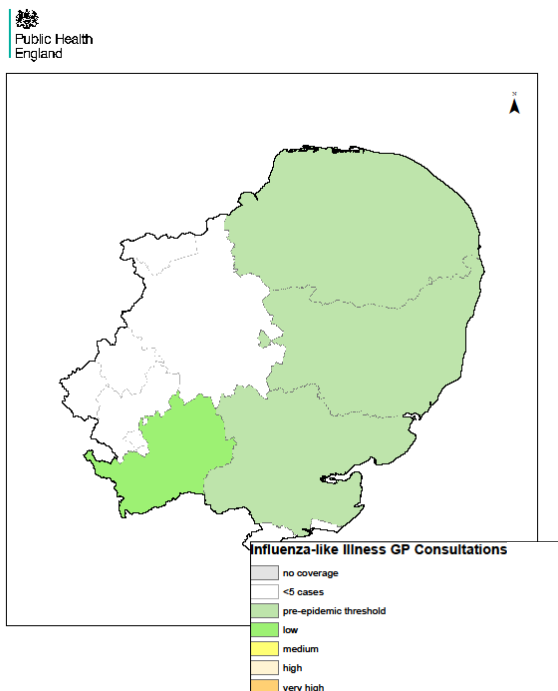 Public Health
England
N
Influenza-like Illness GP Consultations
no coverage
<5 cases
pre-epidemic threshold
low
medium
high
very high